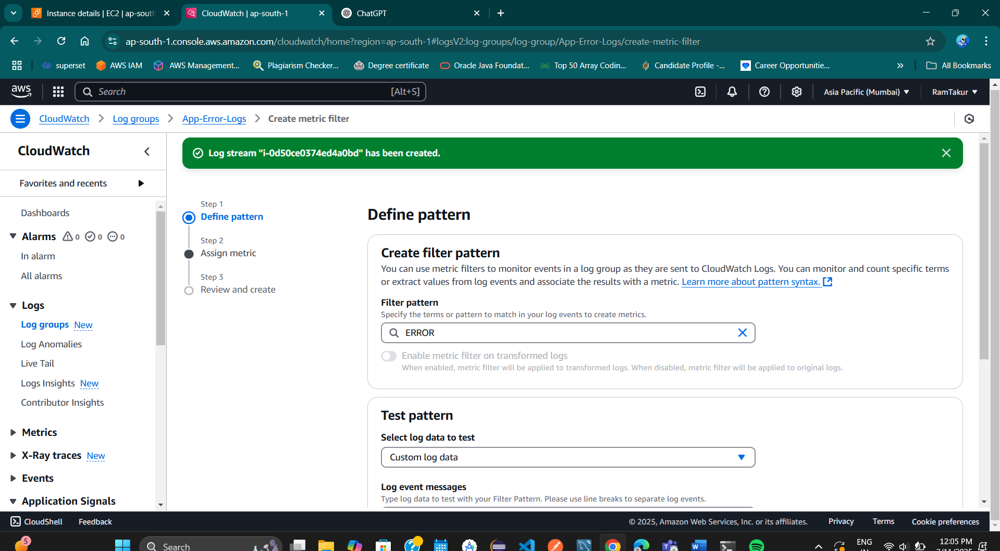 Instance details | EC2 | ap-south
CloudWatch | ap-south-1
ChatGPT
ap-south-1.console.aws.amazon.com/cloudwatch/home?region=ap-south-1#logsV2:log-groups/log-group/App-Error-Logs/create-metric-filter
superset
AWS IAM
AWS Management...
Plagiarism Checker...
Degree certificate
Oracle Java Foundat...
Top 50 Array Codin...
Candidate Profile -...
Career Opportunitie...
All Bookmarks
aws
Search
[Alt+S]
Asia Pacific (Mumbai)
RamTakur
CloudWatch
Log groups
App-Error-Logs
Create metric filter
CloudWatch
Favorites and recents
Dashboards
Alarms 0 0 0
In alarm
All alarms
Logs
Log groups New
Log Anomalies
Live Tail
Logs Insights New
Contributor Insights
Metrics
X-Ray traces New
Events
Application Signals
Log stream "i-0d50ce0374ed4a0bd" has been created.
Step 1
Define pattern
Step 2
Assign metric
Step 3
Review and create
Define pattern
Create filter pattern
You can use metric filters to monitor events in a log group as they are sent to CloudWatch Logs. You can monitor and count specific terms
or extract values from log events and associate the results with a metric. Learn more about pattern syntax.
Filter pattern
Specify the terms or pattern to match in your log events to create metrics.
ERROR
Enable metric filter on transformed logs
When enabled, metric filter will be applied to transformed logs. When disabled, metric filter will be applied to original logs.
Test pattern
Select log data to test
Custom log data
Log event messages
Type log data to test with your Filter Pattern. Please use line breaks to separate log events.
CloudShell
Feedback
© 2025, Amazon Web Services, Inc. or its affiliates.
Privacy
Terms
Cookie preferences
5
Search
ENG
12:05 PM